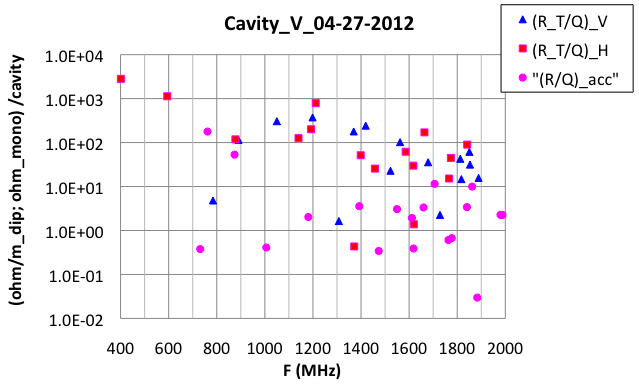 Cavity_V_04-27-2012
(R_T/Q)_V
(R_T/Q)_H
"(R/Q)_acc"
(ohm/m_dip; ohm_mono) /cavity
1.0E+04
1.0E+03
1.0E+02
1.0E+01
1.0E+00
1.0E-01
1.0E-02
400 600 800 1000 1200 1400 1600 1800 2000
F (MHz)